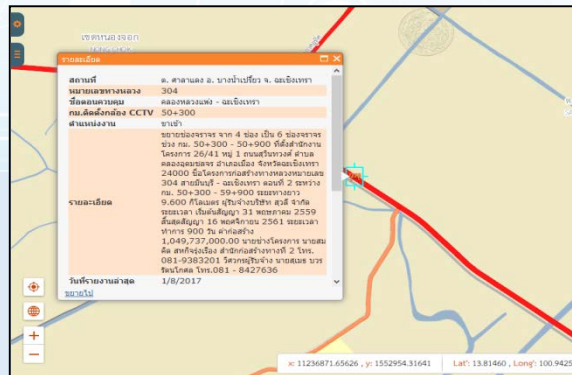 เขตหนองจอก
NONG CHOK
รายละเอียด
สถานที่ ต. ศาลาแดง อ. บางน้ำเปรี้ยว จ. ฉะเชิงเทรา
หมายเลขทางหลวง 304
ชื่อตอนควบคุม คลองหลวงแพ่ง - ฉะเชิงเทรา
กม.ติดตั้งกล้อง CCTV 50+300
ตำแหน่งงาน ขาเข้า
ขยายช่องจราจร จาก 4 ช่อง เป็น 6 ช่องจราจร
ช่วง กม. 50+300 - 50+900 ที่ตั้งสำนักงาน
โครงการ 26/41 หมู่ 1 ถนนสุวินทวงศ์ ตำบล
คลองอุดมชลจร อำเภอเมือง จังหวัดฉะเชิงเทรา
24000 ชื่อโครงการก่อสร้างทางหลวงหมายเลข
304 สายมีนบุรี - ฉะเชิงเทรา ตอนที่ 2 ระหว่าง
กม. 50+300 - 59+900 ระยะทางยาว
รายละเอียด 9.600 กิโลเมตร ผู้รับจ้างบริษัท สุวลี จำกัด
ระยะเวลา เริ่มต้นสัญญา 31 พฤษภาคม 2559
สิ้นสุดสัญญา 16 พฤศจิกายน 2561 ระยะเวลา
ทำการ 900 วัน ค่าก่อสร้าง
1,049,737,000.00 นายช่างโครงการ นายสม
คิด สำนักก่อสร้างทางที่ 2 โทร.
081-9383201 วิศวกรผู้รับจ้าง นายสุเมธ บวร
โทร.081 - 8427636
วันที่รายงานล่าสุด 1/8/2017
ขยายไป
x: 11236871.65626 , y: 1552954.31641 Lat': 13.81460 , Long': 100.9425